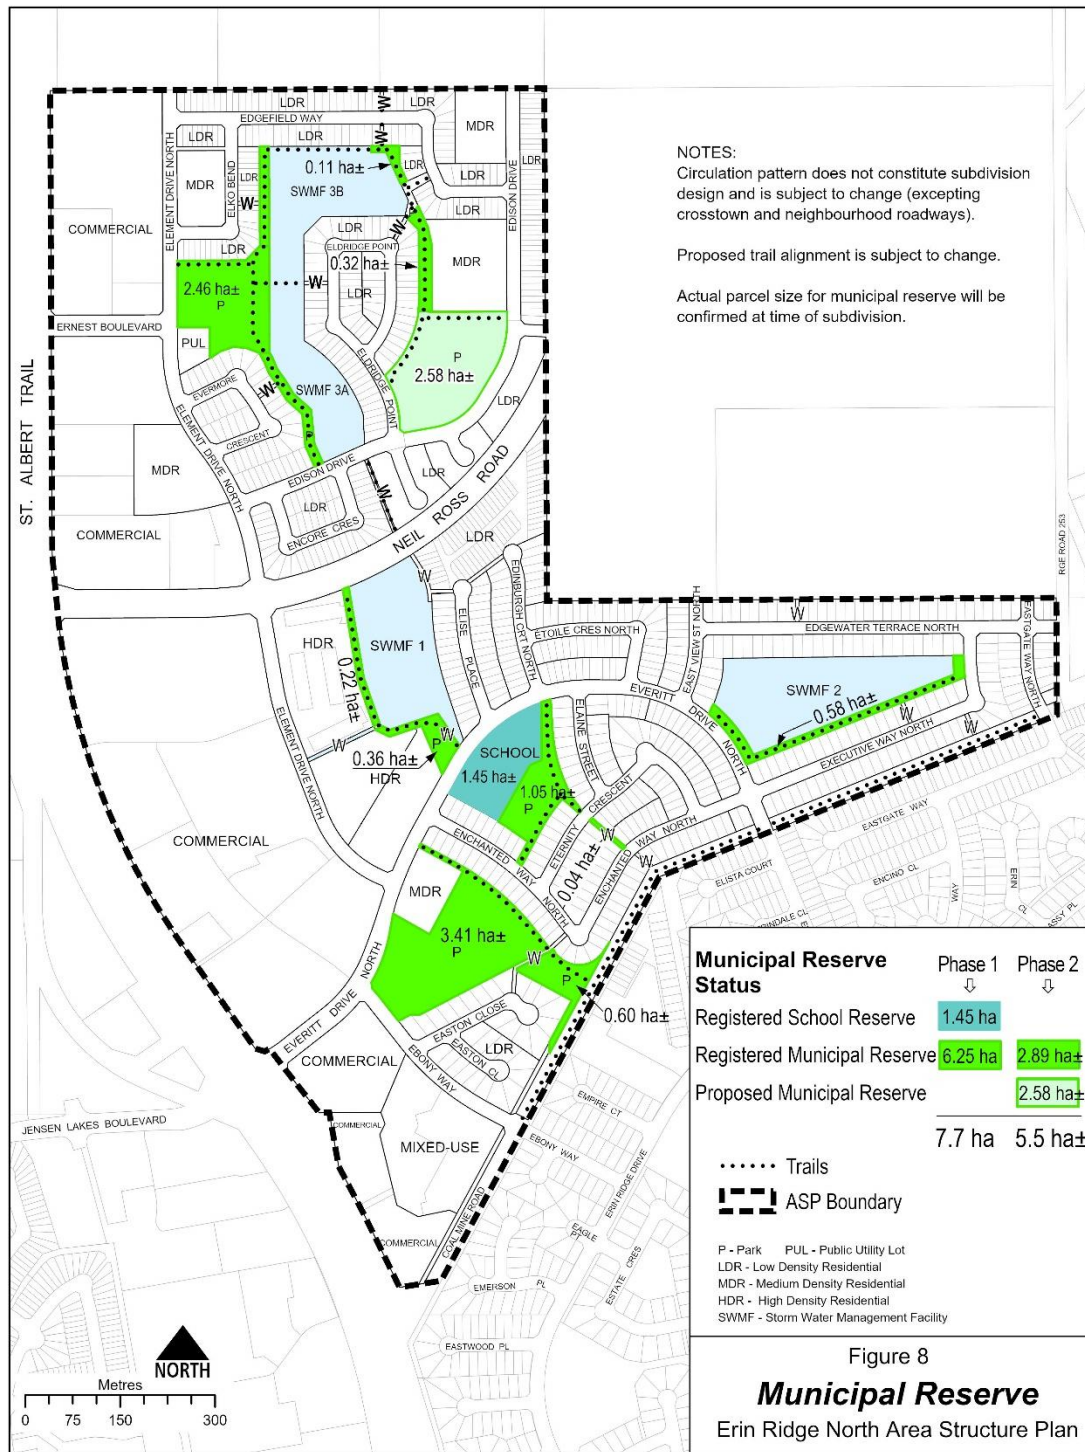 LDR
LDR
EDGEFIELD WAY
W
W
LDR
LDR
MDR
LDR
0.11 ha±
LDR
LDR
ELEMENT DRIVE NORTH
MDR
ELKO BEND
LDR
W
SWMF 3B
LDR
EDISON DRIVE
COMMERCIAL
LDR
W
LDR
LDR
ELDRIDGE POINT
0.32 ha±
MDR
2.46 ha±
P
W
LDR
ERNEST BOULEVARD
PUL
P
2.58 ha±
ELDRIDGE POINT
EVERMORE
CRESCENT
W
SWMF 3A
LDR
ST. ALBERT TRAIL
ELEMENT DRIVE NORTH
P
EDISON DRIVE
MDR
LDR
W
LDR
ENCORE CRES
COMMERCIAL
NEIL ROSS ROAD
LDR
NOTES:
Circulation pattern does not constitute subdivision
design and is subject to change (excepting
crosstown and neighbourhood roadways).
Proposed trail alignment is subject to change.
Actual parcel size for municipal reserve will be
confirmed at time of subdivision.
RGE ROAD 253
W
HDR
SWMF 1
0.22 ha±
ELISE PLACE
EDINBURGH CRT NORTH
ETOILE CRES NORTH
EAST VIEW ST NORTH
W
EDGEWATER TERRACE NORTH
EASTGATE WAY NORTH
EVERITT DRIVE NORTH
SWMF 2
0.58 ha±
W
W
EXECUTIVE WAY NORTH
EASTGATE WAY
ELEMENT DRIVE NORTH
W
W
P
0.36 ha±
HDR
SCHOOL
1.45 ha±
1.05 ha±
P
ELAINE STREET
ETERNITY CRESCENT
W
W
0.04 ha±
ENCHANTED WAY NORTH
ENCHANTED WAY NORTH
COMMERCIAL
MDR
3.41 ha±
P
W
P
0.60 ha±
ELISTA COURT
ENCINO CL
WAY
ERIN CL
EVERITT DRIVE NORTH
EASTON CLOSE
EASTON CL
LDR
EBONY WAY
COMMERCIAL
COMMERCIAL
MIXED-USE
COMMERCIAL
COAL MINE ROAD
JENSEN LAKES BOULEVARD
EMPIRE CT
EBONY WAY
ERIN RIDGE DRIVE
EAGLE PT
ESTATE CRES
EMERSON PL
EASTWOOD PL
Municipal Reserve Status
Phase 1
Phase 2
Registered School Reserve 1.45 ha
Registered Municipal Reserve 6.25 ha 2.89 ha±
Proposed Municipal Reserve 2.58 ha±
7.7 ha 5.5 ha±
Trails
ASP Boundary
P - Park PUL - Public Utility Lot
LDR - Low Density Residential
MDR - Medium Density Residential
HDR - High Density Residential
SWMF - Storm Water Management Facility
NORTH
Metres
0 75 150 300
Figure 8
Municipal Reserve
Erin Ridge North Area Structure Plan